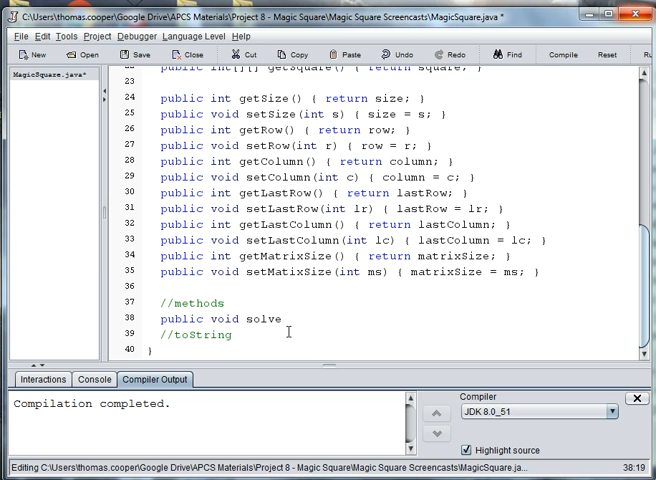 C:\Users\thomas.cooper\Google Drive\APCS Materials\Project 8 - Magic Square\Magic Square Screencasts\MagicSquare.java *
File Edit Tools Project Debugger Language Level Help
New Open Save Close Cut Copy Paste Undo Redo Find Compile Reset Ru
MagicSquare.java*
public int[][] getSquare() { return square; }
23
24 public int getSize() { return size; }
25 public void setSize(int s) { size = s; }
26 public int getRow() { return row; }
27 public void setRow(int r) { row = r; }
28 public int getColumn() { return column; }
29 public void setColumn(int c) { column = c; }
30 public int getLastRow() { return lastRow; }
31 public void setLastRow(int lr) { lastRow = lr; }
32 public int getLastColumn() { return lastColumn; }
33 public void setLastColumn(int lc) { lastColumn = lc; }
34 public int getMatrixSize() { return matrixSize; }
35 public void setMatixSize(int ms) { matrixSize = ms; }
36
37 //methods
38 public void solve
39 //toString
40 }
Interactions Console Compiler Output
Compilation completed.
Compiler
JDK 8.0_51
Highlight source
Editing C:\Users\thomas.cooper\Google Drive\APCS Materials\Project 8 - Magic Square\Magic Square Screencasts\MagicSquare.ja... 38:19